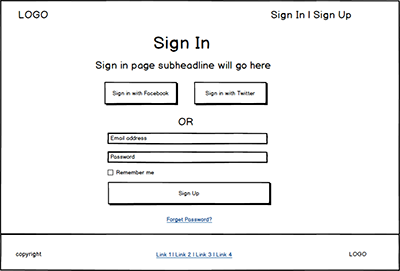 LOGO
Sign In | Sign Up
Sign In
Sign in page subheadline will go here
Sign in with Facebook
Sign in with Twitter
OR
Email address
Password
Remember me
Sign Up
Forget Password?
copyright
Link 1 | Link 2 | Link 3 | Link 4
LOGO